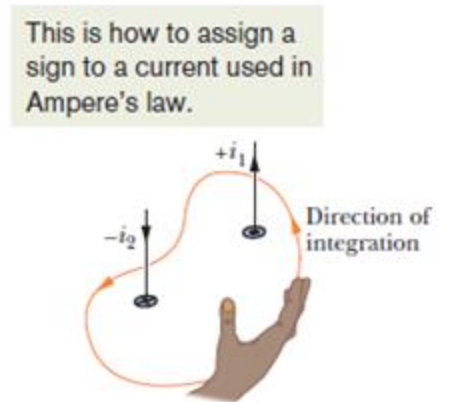 This is how to assign a
sign to a current used in
Ampere's law.
+i₁
Direction of
integration
−i₂